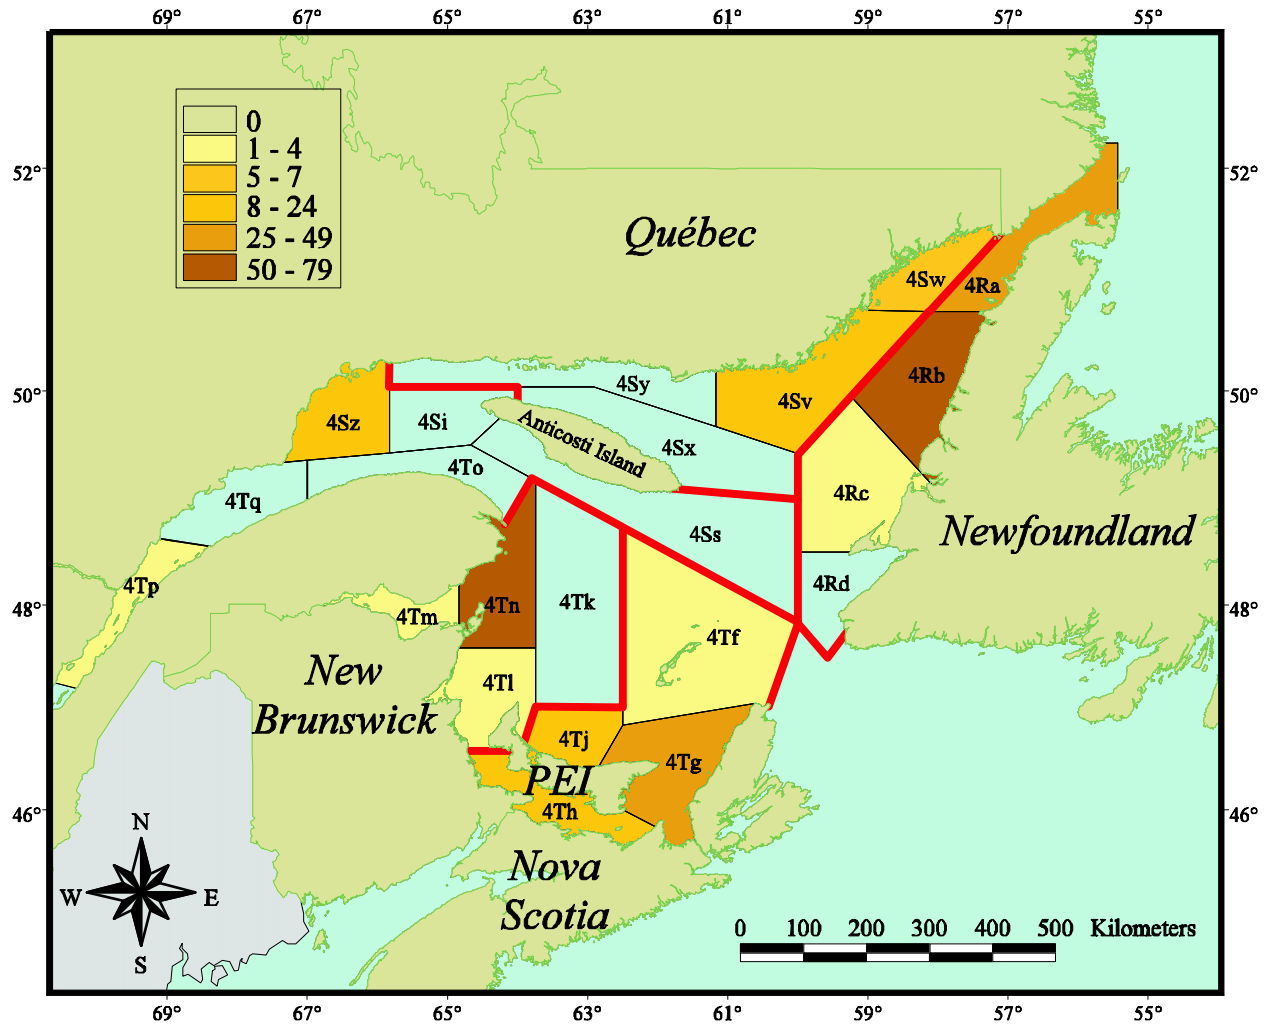 69° 67° 65° 63° 61° 59° 57° 55°
0
1 - 4
5 - 7
8 - 24
25 - 49
50 - 79
52° 52°
Québec
4Sw
4Ra
4Rb
50° 50°
4Sy
4Sv
4Sz
4Si
Anticosti Island
4Sx
4To
4Tq
4Rc
4Ss
Newfoundland
4Tp
4Rd
48° 48°
4Tm
4Tn
4Tk
4Tf
New
Brunswick
4Tl
4Tj
4Tg
PEI
4Th
46° 46°
N
W E
S
Nova
Scotia
0 100 200 300 400 500 Kilometers
69° 67° 65° 63° 61° 59° 57° 55°